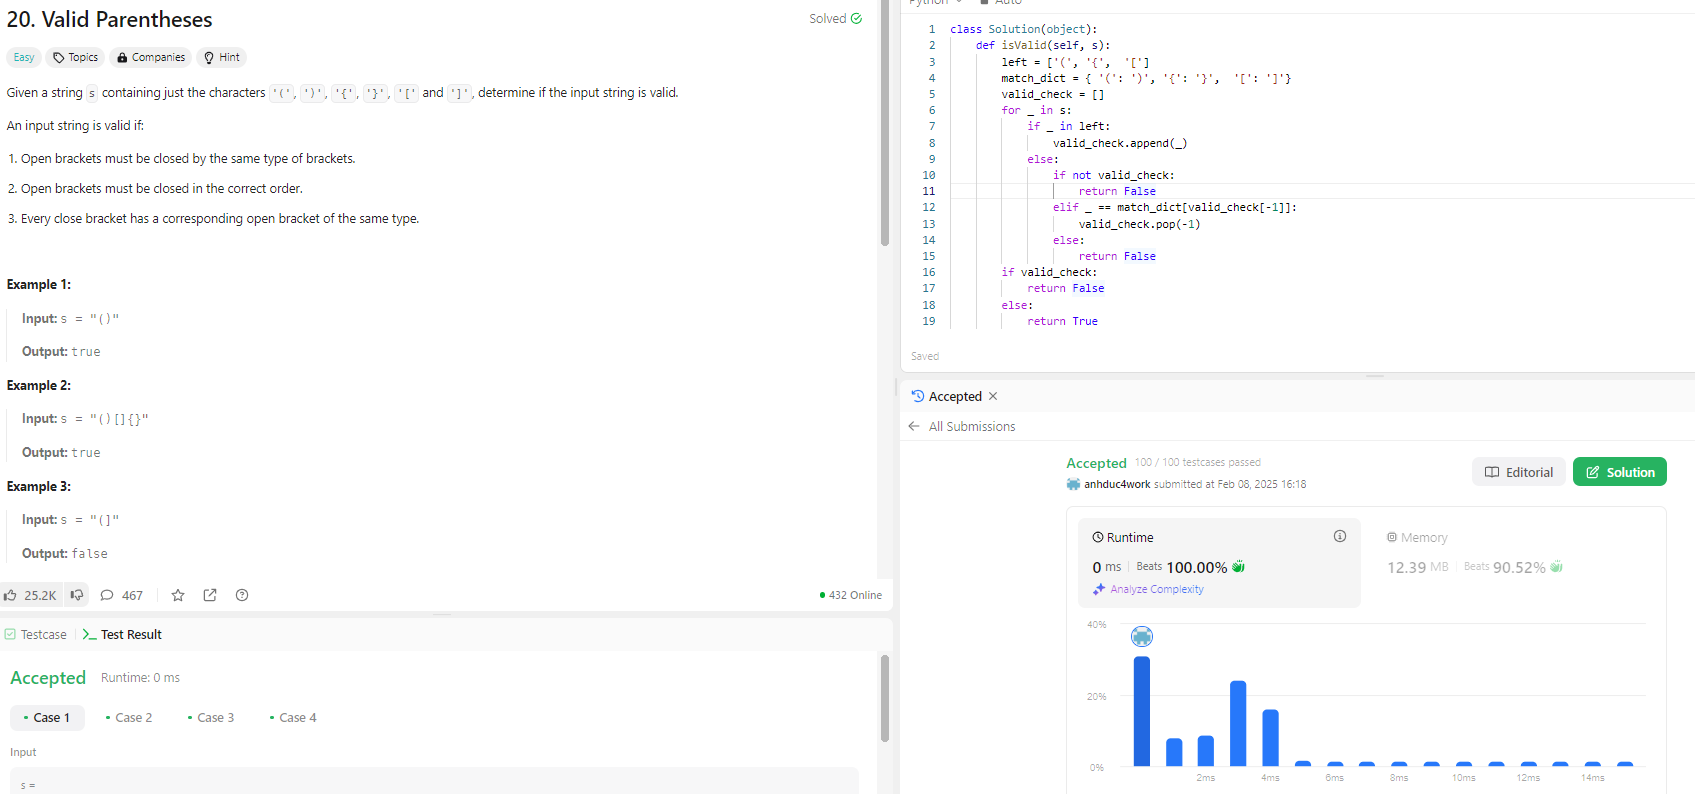 20. Valid Parentheses
Solved
Easy
Topics
Companies
Hint
Given a string s containing just the characters '(', ')', '{', '}', '[' and ']', determine if the input string is valid.
An input string is valid if:
1. Open brackets must be closed by the same type of brackets.
2. Open brackets must be closed in the correct order.
3. Every close bracket has a corresponding open bracket of the same type.
Example 1:
Input: s = "()"
Output: true
Example 2:
Input: s = "()[]{}"
Output: true
Example 3:
Input: s = "(]"
Output: false
25.2K
467
432 Online
Testcase
Test Result
Accepted Runtime: 0 ms
Case 1
Case 2
Case 3
Case 4
Input
s =
Python
Auto
1 class Solution(object):
2     def isValid(self, s):
3         left = ['(', '{',  '[']
4         match_dict = { '(': ')', '{': '}',  '[': ']'}
5         valid_check = []
6         for _ in s:
7             if _ in left:
8                 valid_check.append(_)
9             else:
10                 if not valid_check:
11                     return False
12                 elif _ == match_dict[valid_check[-1]]:
13                     valid_check.pop(-1)
14                 else:
15                     return False
16         if valid_check:
17             return False
18         else:
19             return True
Saved
Accepted
All Submissions
Accepted 100 / 100 testcases passed
anhduc4work submitted at Feb 08, 2025 16:18
Editorial
Solution
Runtime
0 ms Beats 100.00%
Analyze Complexity
Memory
12.39 MB Beats 90.52%
40%
20%
0%
2ms 4ms 6ms 8ms 10ms 12ms 14ms